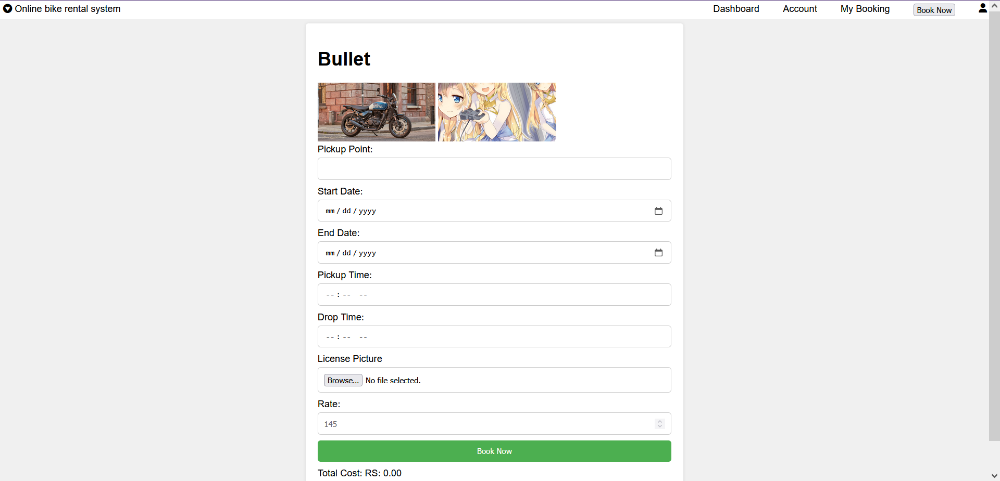 Online bike rental system
Dashboard
Account
My Booking
Book Now
Bullet
ROYAL
Pickup Point:
Start Date:
mm / dd / yyyy
End Date:
mm / dd / yyyy
Pickup Time:
-- : -- --
Drop Time:
-- : -- --
License Picture
Browse... No file selected.
Rate:
145
Book Now
Total Cost: RS: 0.00